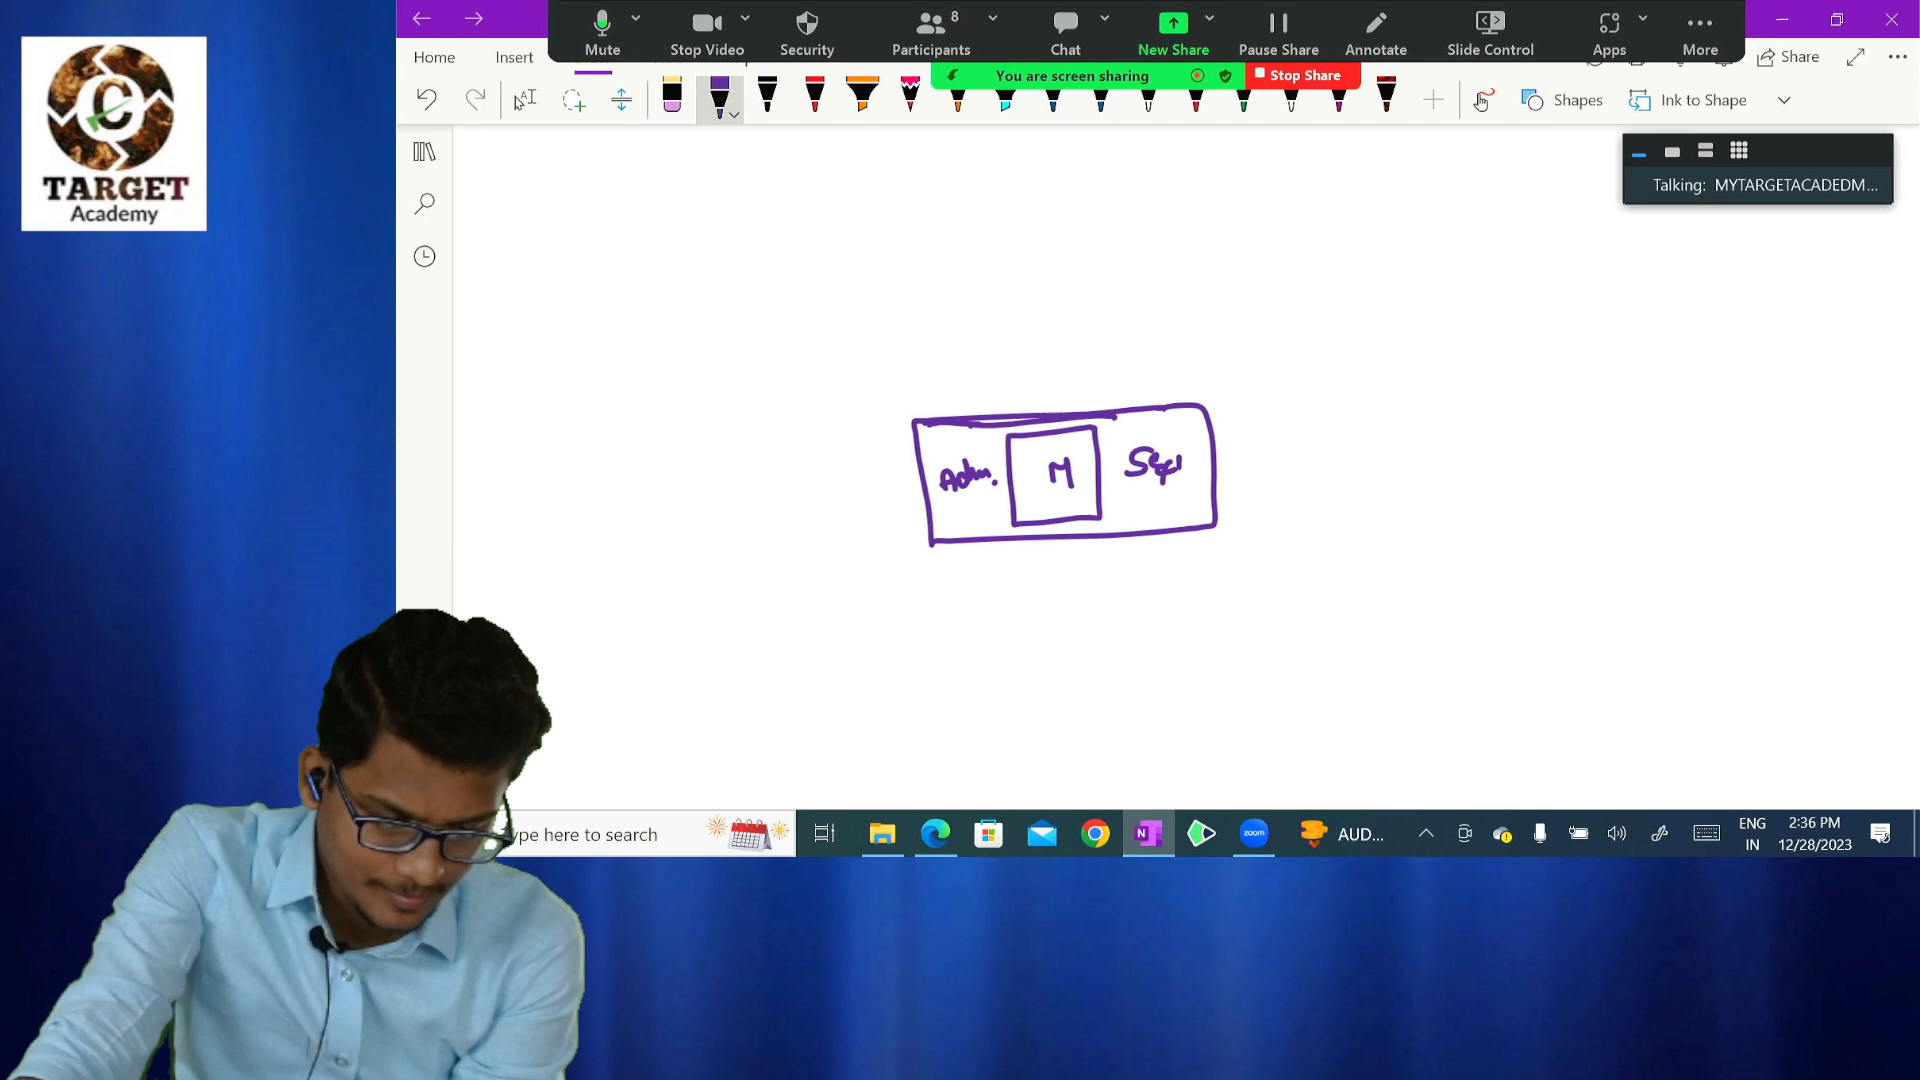 8
Mute
Stop Video
Security
Participants
Chat
New Share
Pause Share
Annotate
Slide Control
Apps
More
Home
Insert
You are screen sharing
Stop Share
Share
Shapes
Ink to Shape
Talking: MYTARGETACADEDM...
C
TARGET
Academy
Adm.
M
ype here to search
zoom
AUD...
ENG
IN
2:36 PM
12/28/2023